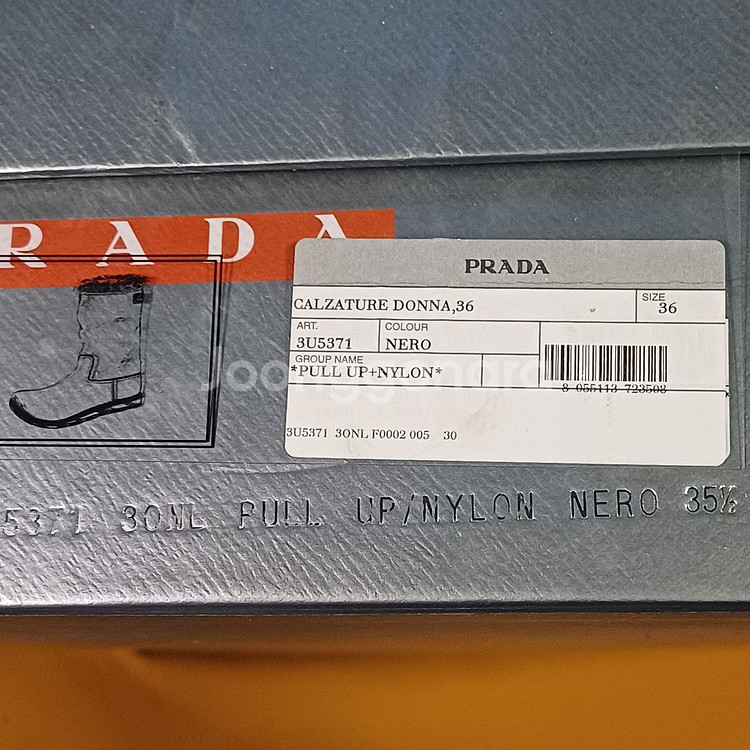 RADA
PRADA
CALZATURE DONNA,36
SIZE
36
ART.
3U5371
COLOUR
NERO
GROUP NAME
*PULL UP+NYLON*
8 055113 723508
3U5371 3ONL F0002 005 30
5371 3ONL PULL UP/NYLON NERO 35½
Joonggonara